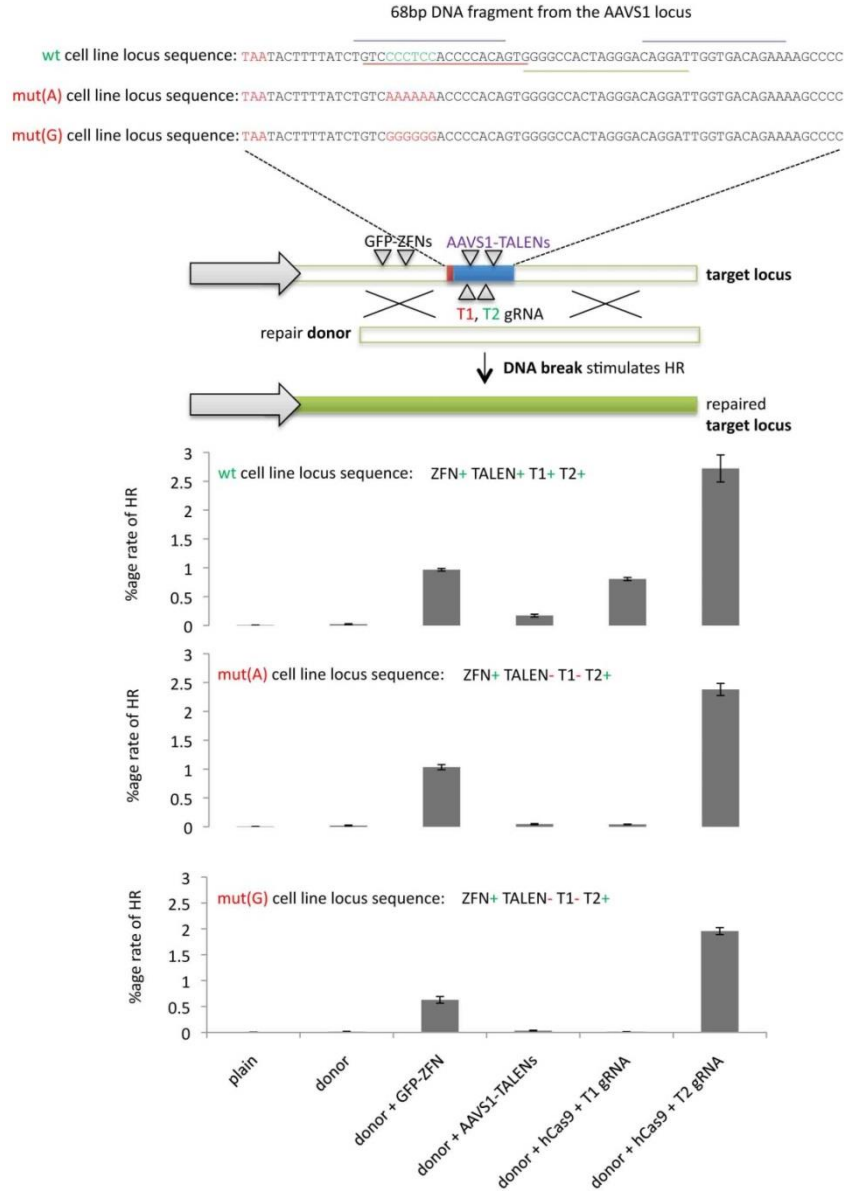 68bp DNA fragment from the AAVS1 locus
wt cell line locus sequence: TAATACTTTTATCTGTCCCCTCCACCCCACAGTGGGGCCACTAGGGACAGGATTGGTGACAGAAAAGCCCC
mut(A) cell line locus sequence: TAATACTTTTATCTGTCAAAAAAACCCCACAGTGGGGCCACTAGGGACAGGATTGGTGACAGAAAAGCCCC
mut(G) cell line locus sequence: TAATACTTTTATCTGTCGGGGGGACCCCACAGTGGGGCCACTAGGGACAGGATTGGTGACAGAAAAGCCCC
GFP-ZFNs AAVS1-TALENs
target locus
T1, T2 gRNA
repair donor
DNA break stimulates HR
repaired
target locus
3
wt cell line locus sequence: ZFN+ TALEN+ T1+ T2+
2.5
2
1.5
1
0.5
0
%age rate of HR
3
mut(A) cell line locus sequence: ZFN+ TALEN- T1- T2+
2.5
2
1.5
1
0.5
0
%age rate of HR
3
mut(G) cell line locus sequence: ZFN+ TALEN- T1- T2+
2.5
2
1.5
1
0.5
0
%age rate of HR
plain
donor
donor + GFP-ZFN
donor + AAVS1-TALENs
donor + hCas9 + T1 gRNA
donor + hCas9 + T2 gRNA